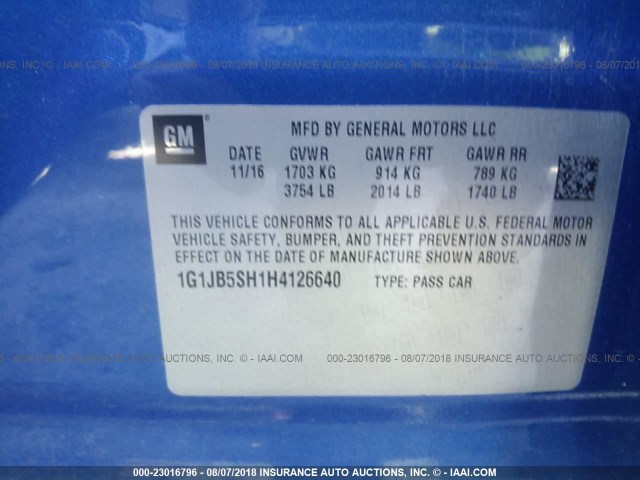 - IAAI.COM 000-23016796 - 08/07/2018 INSURANCE AUTO AUCTIONS, INC. © - IAAI.COM 000-23016796 - 08/07/2018 INSURANCE AUTO AUCTIONS
GM
MFD BY GENERAL MOTORS LLC
DATE GVWR GAWR FRT GAWR RR
11/16 1703 KG 914 KG 789 KG
3754 LB 2014 LB 1740 LB
THIS VEHICLE CONFORMS TO ALL APPLICABLE U.S. FEDERAL MOTOR
VEHICLE SAFETY, BUMPER, AND THEFT PREVENTION STANDARDS IN
EFFECT ON THE DATE OF MANUFACTURE SHOWN ABOVE.
1G1JB5SH1H4126640 TYPE: PASS CAR
AUTO AUCTIONS, INC. © - IAAI.COM 000-23016796 - 08/07/2018 INSURANCE AUTO AUCTIONS, INC. ©
000-23016796 - 08/07/2018 INSURANCE AUTO AUCTIONS, INC. © - IAAI.COM